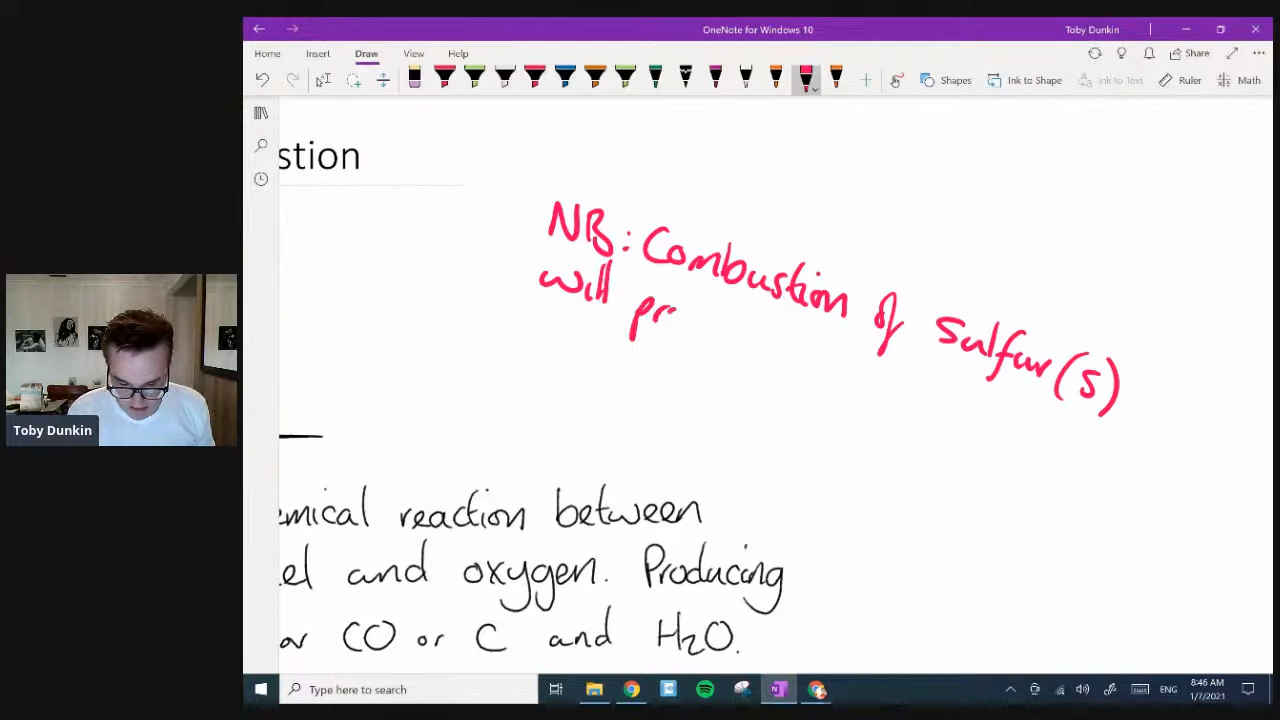 OneNote for Windows 10
Toby Dunkin
Home Insert Draw View Help
Share
Shapes
Ink to Shape
Ink to Text
Ruler
Math
stion
NB: Combustion of sulfur(s)
will pr
Toby Dunkin
emical reaction between
el and oxygen. Producing
or CO or C and H2O.
Type here to search
ENG
8:46 AM
1/7/2021